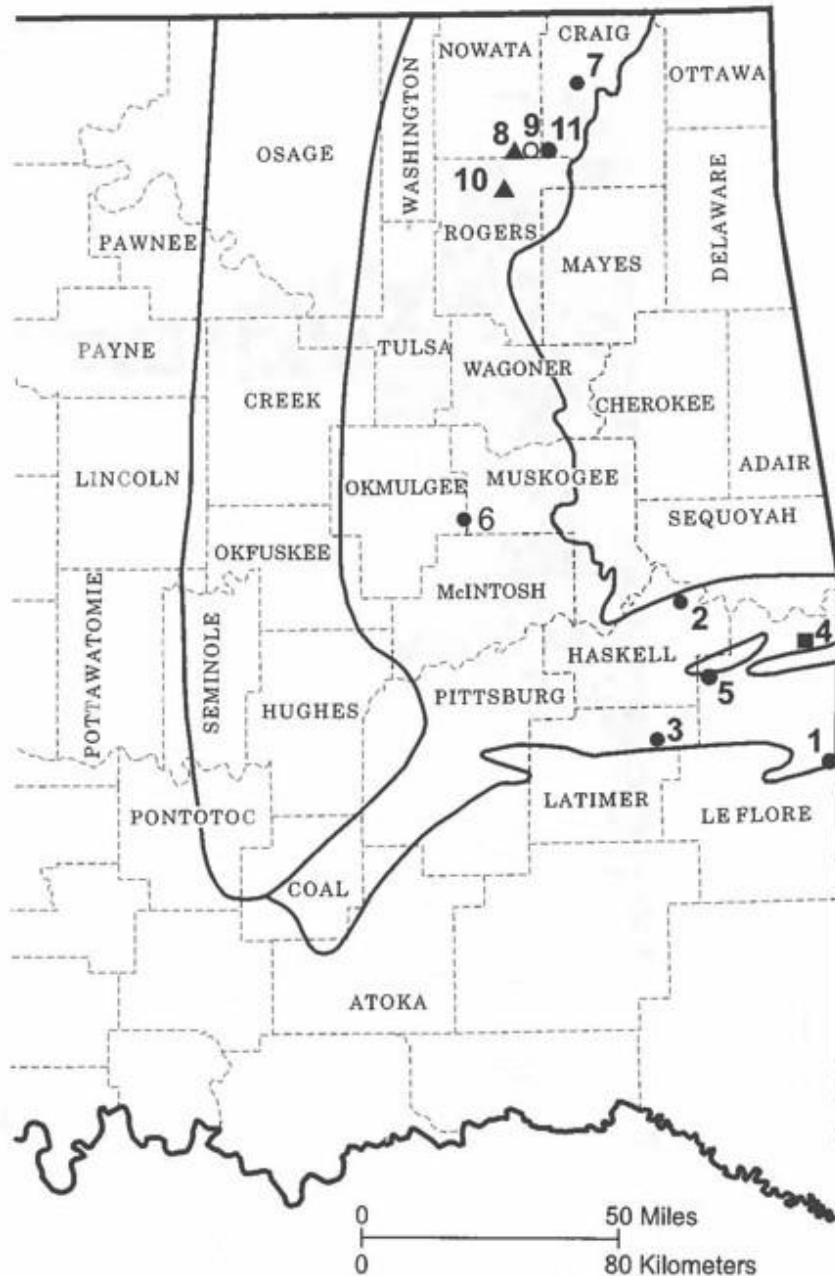 CRAIG
NOWATA
7
OTTAWA
WASHINGTON
8 9 11
OSAGE
10
DELAWARE
PAWNEE
ROGERS
MAYES
PAYNE
TULSA
WAGONER
CREEK
CHEROKEE
LINCOLN
OKMULGEE
MUSKOGEE
ADAIR
6
SEQUOYAH
OKFUSKEE
McINTOSH
2
POTTAWATOMIE
SEMINOLE
HASKELL
4
HUGHES
PITTSBURG
5
3
1
PONTOTOC
LATIMER
LE FLORE
COAL
ATOKA
0 50 Miles
0 80 Kilometers